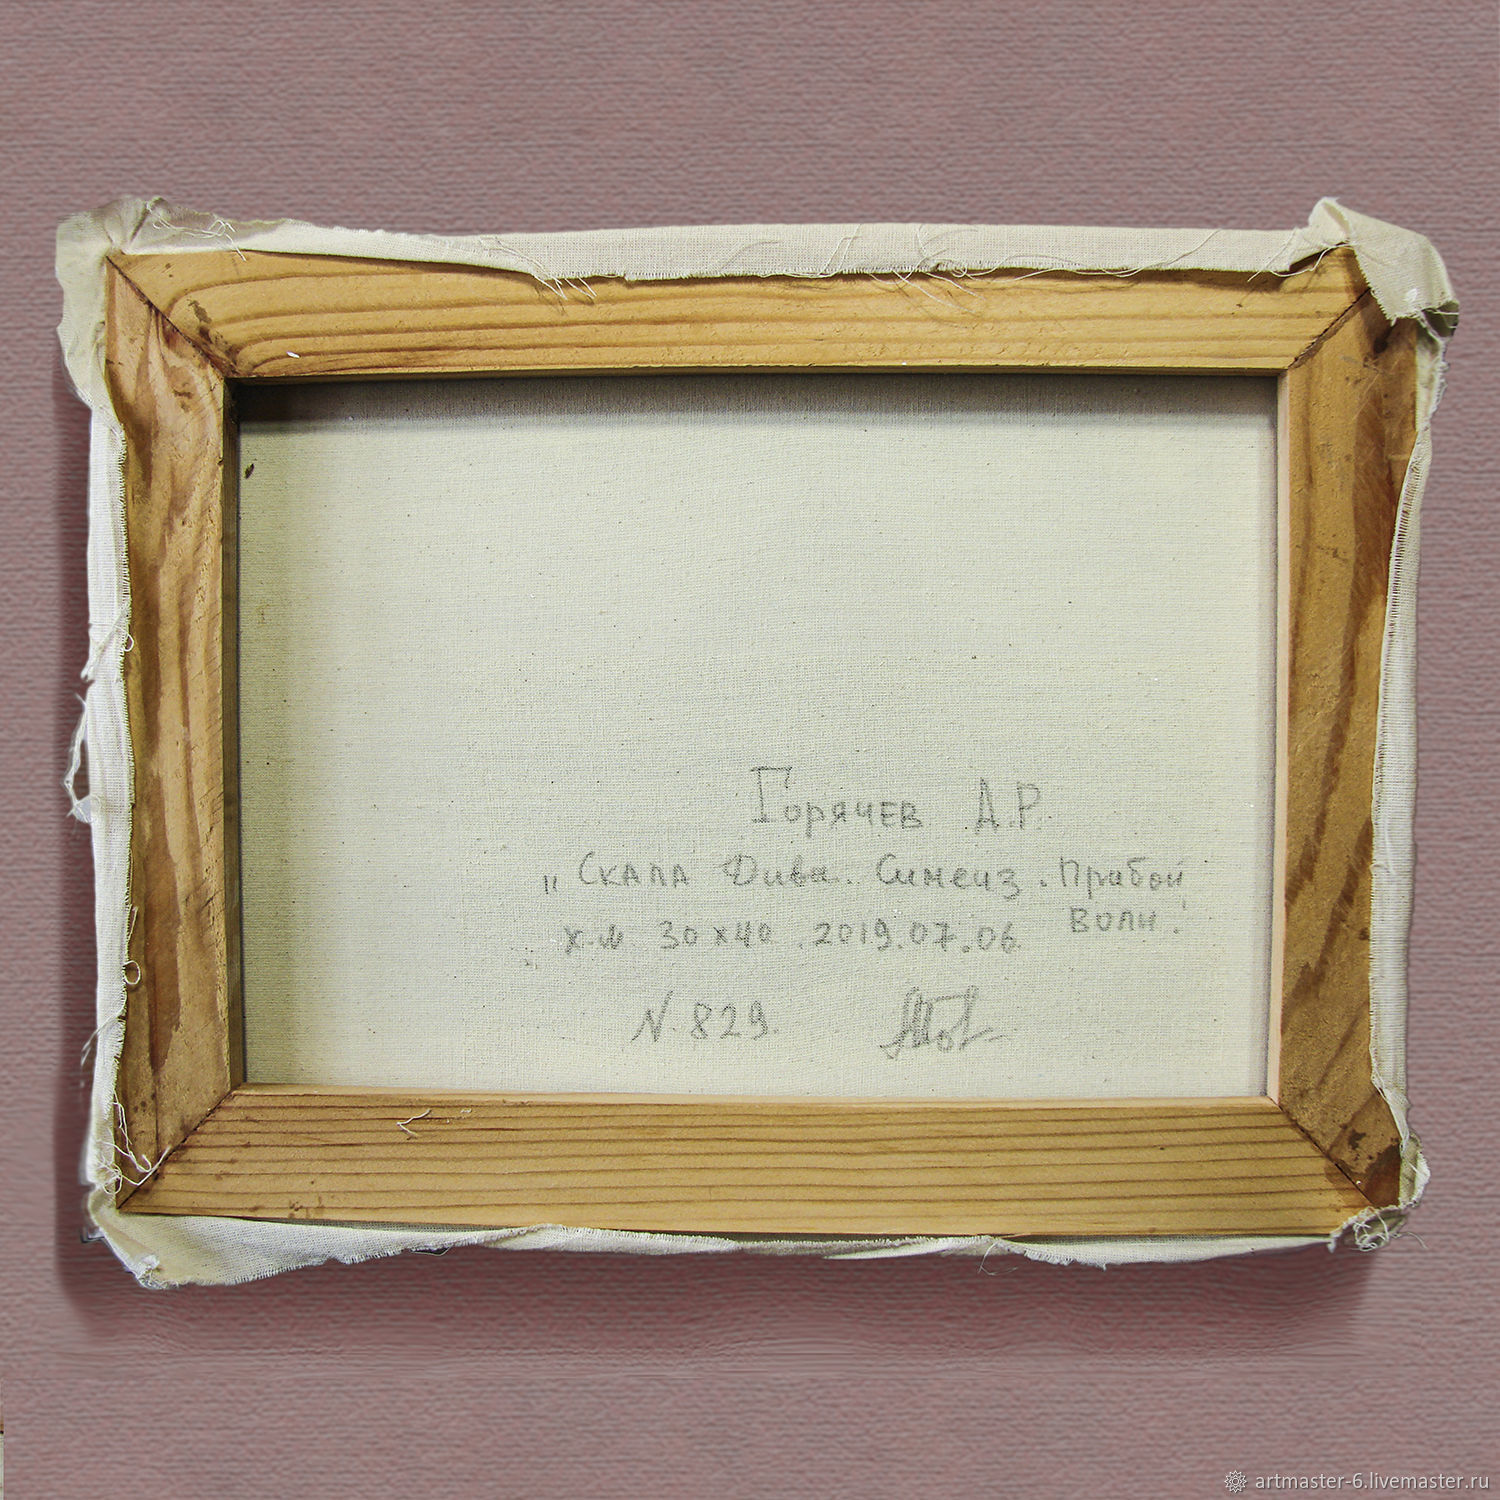 Горячев А.Р.
„Скала Дива. Симеиз. Прибой
волн."
х.м. 30х40. 2019.07.06.
N. 829.
artmaster-6.livemaster.ru